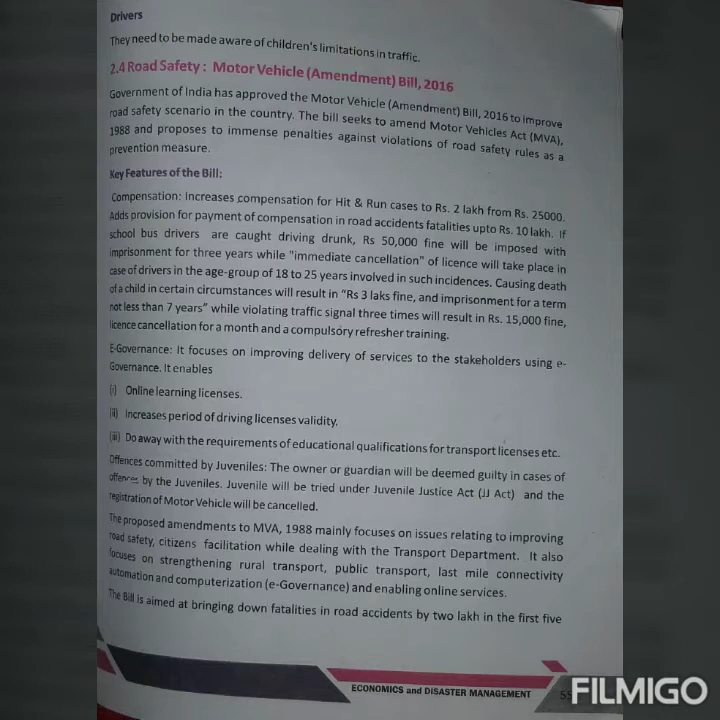 Drivers
They need to be made aware of children's limitations in traffic.
2.4 Road Safety : Motor Vehicle (Amendment) Bill, 2016
Government of India has approved the Motor Vehicle (Amendment) Bill, 2016 to improve
road safety scenario in the country. The bill seeks to amend Motor Vehicles Act (MVA),
1988 and proposes to immense penalties against violations of road safety rules as a
prevention measure.
Key Features of the Bill:
Compensation: Increases compensation for Hit & Run cases to Rs. 2 lakh from Rs. 25000.
Adds provision for payment of compensation in road accidents fatalities upto Rs. 10 lakh. If
school bus drivers are caught driving drunk, Rs 50,000 fine will be imposed with
imprisonment for three years while "immediate cancellation" of licence will take place in
case of drivers in the age-group of 18 to 25 years involved in such incidences. Causing death
of a child in certain circumstances will result in "Rs 3 laks fine, and imprisonment for a term
not less than 7 years" while violating traffic signal three times will result in Rs. 15,000 fine,
licence cancellation for a month and a compulsory refresher training.
E-Governance: It focuses on improving delivery of services to the stakeholders using e-
Governance. It enables
(i) Online learning licenses.
(ii) Increases period of driving licenses validity.
(iii) Do away with the requirements of educational qualifications for transport licenses etc.
Offences committed by Juveniles: The owner or guardian will be deemed guilty in cases of
offences by the Juveniles. Juvenile will be tried under Juvenile Justice Act (JJ Act) and the
registration of Motor Vehicle will be cancelled.
The proposed amendments to MVA, 1988 mainly focuses on issues relating to improving
road safety, citizens facilitation while dealing with the Transport Department. It also
focuses on strengthening rural transport, public transport, last mile connectivity
automation and computerization (e-Governance) and enabling online services.
The Bill is aimed at bringing down fatalities in road accidents by two lakh in the first five
ECONOMICS and DISASTER MANAGEMENT
FILMIGO